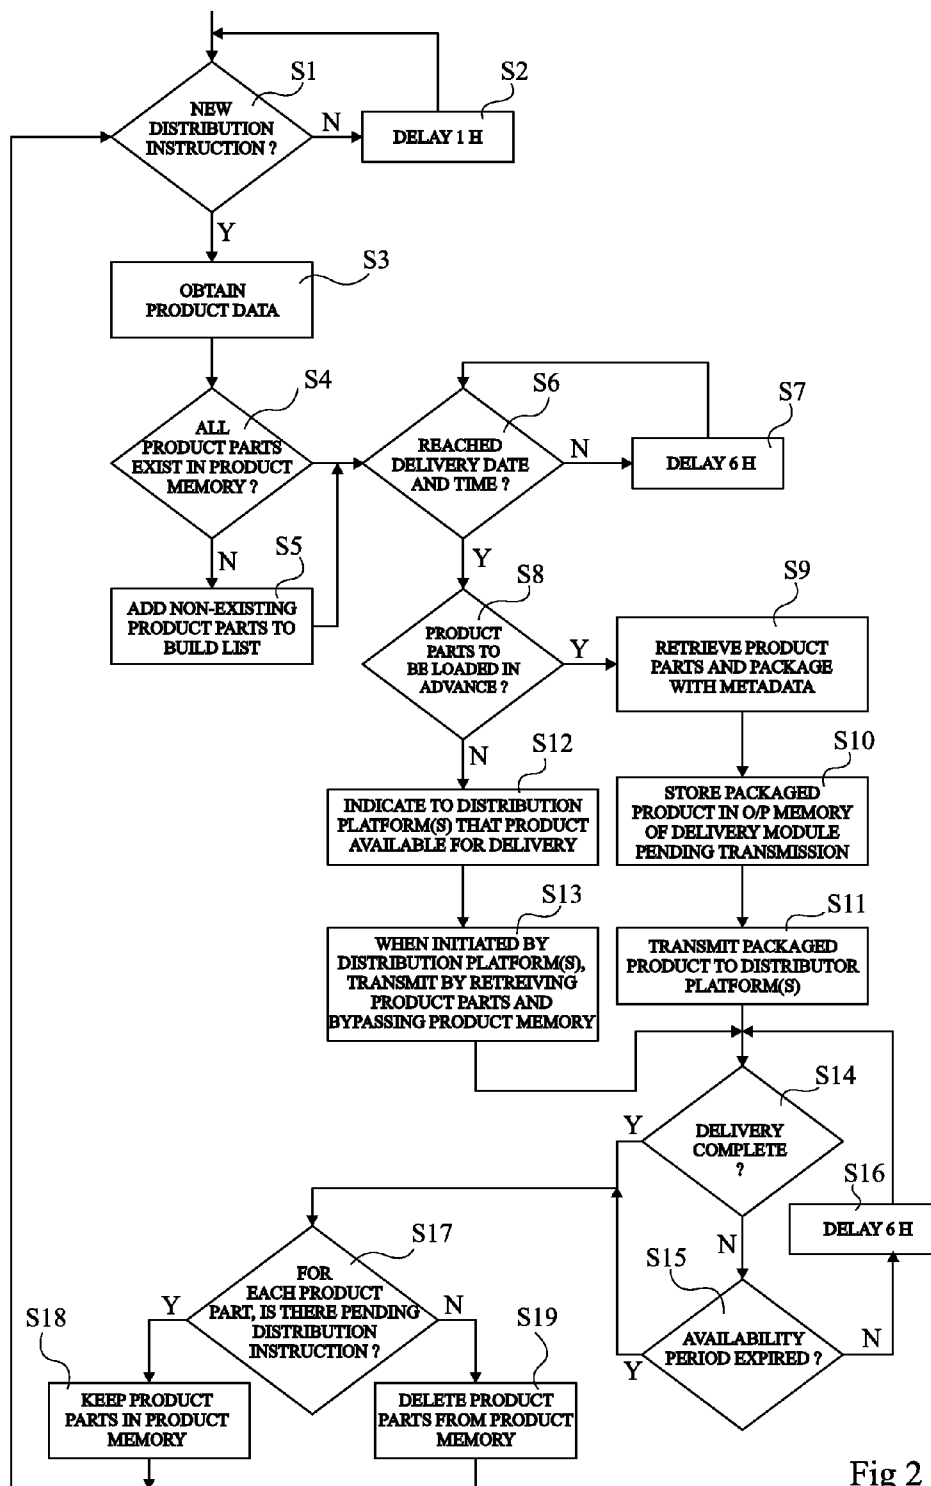 S1
S2
NEW
DISTRIBUTION
INSTRUCTION ?
N
DELAY 1 H
Y
S3
OBTAIN
PRODUCT DATA
S4
ALL
PRODUCT PARTS
EXIST IN PRODUCT
MEMORY ?
S6
REACHED
DELIVERY DATE
AND TIME ?
N
S7
DELAY 6 H
N
S5
ADD NON-EXISTING
PRODUCT PARTS TO
BUILD LIST
Y
S8
PRODUCT
PARTS TO
BE LOADED IN
ADVANCE ?
Y
S9
RETRIEVE PRODUCT
PARTS AND PACKAGE
WITH METADATA
N
S12
INDICATE TO DISTRIBUTION
PLATFORM(S) THAT PRODUCT
AVAILABLE FOR DELIVERY
S10
STORE PACKAGED
PRODUCT IN O/P MEMORY
OF DELIVERY MODULE
PENDING TRANSMISSION
S13
WHEN INITIATED BY
DISTRIBUTION PLATFORM(S),
TRANSMIT BY RETREIVING
PRODUCT PARTS AND
BYPASSING PRODUCT MEMORY
S11
TRANSMIT PACKAGED
PRODUCT TO DISTRIBUTOR
PLATFORM(S)
S14
Y
DELIVERY
COMPLETE
?
N
S16
DELAY 6 H
S15
AVAILABILITY
PERIOD EXPIRED ?
Y
N
S17
FOR
EACH PRODUCT
PART, IS THERE PENDING
DISTRIBUTION
INSTRUCTION ?
Y
N
S18
KEEP PRODUCT
PARTS IN PRODUCT
MEMORY
S19
DELETE PRODUCT
PARTS FROM PRODUCT
MEMORY
Fig 2